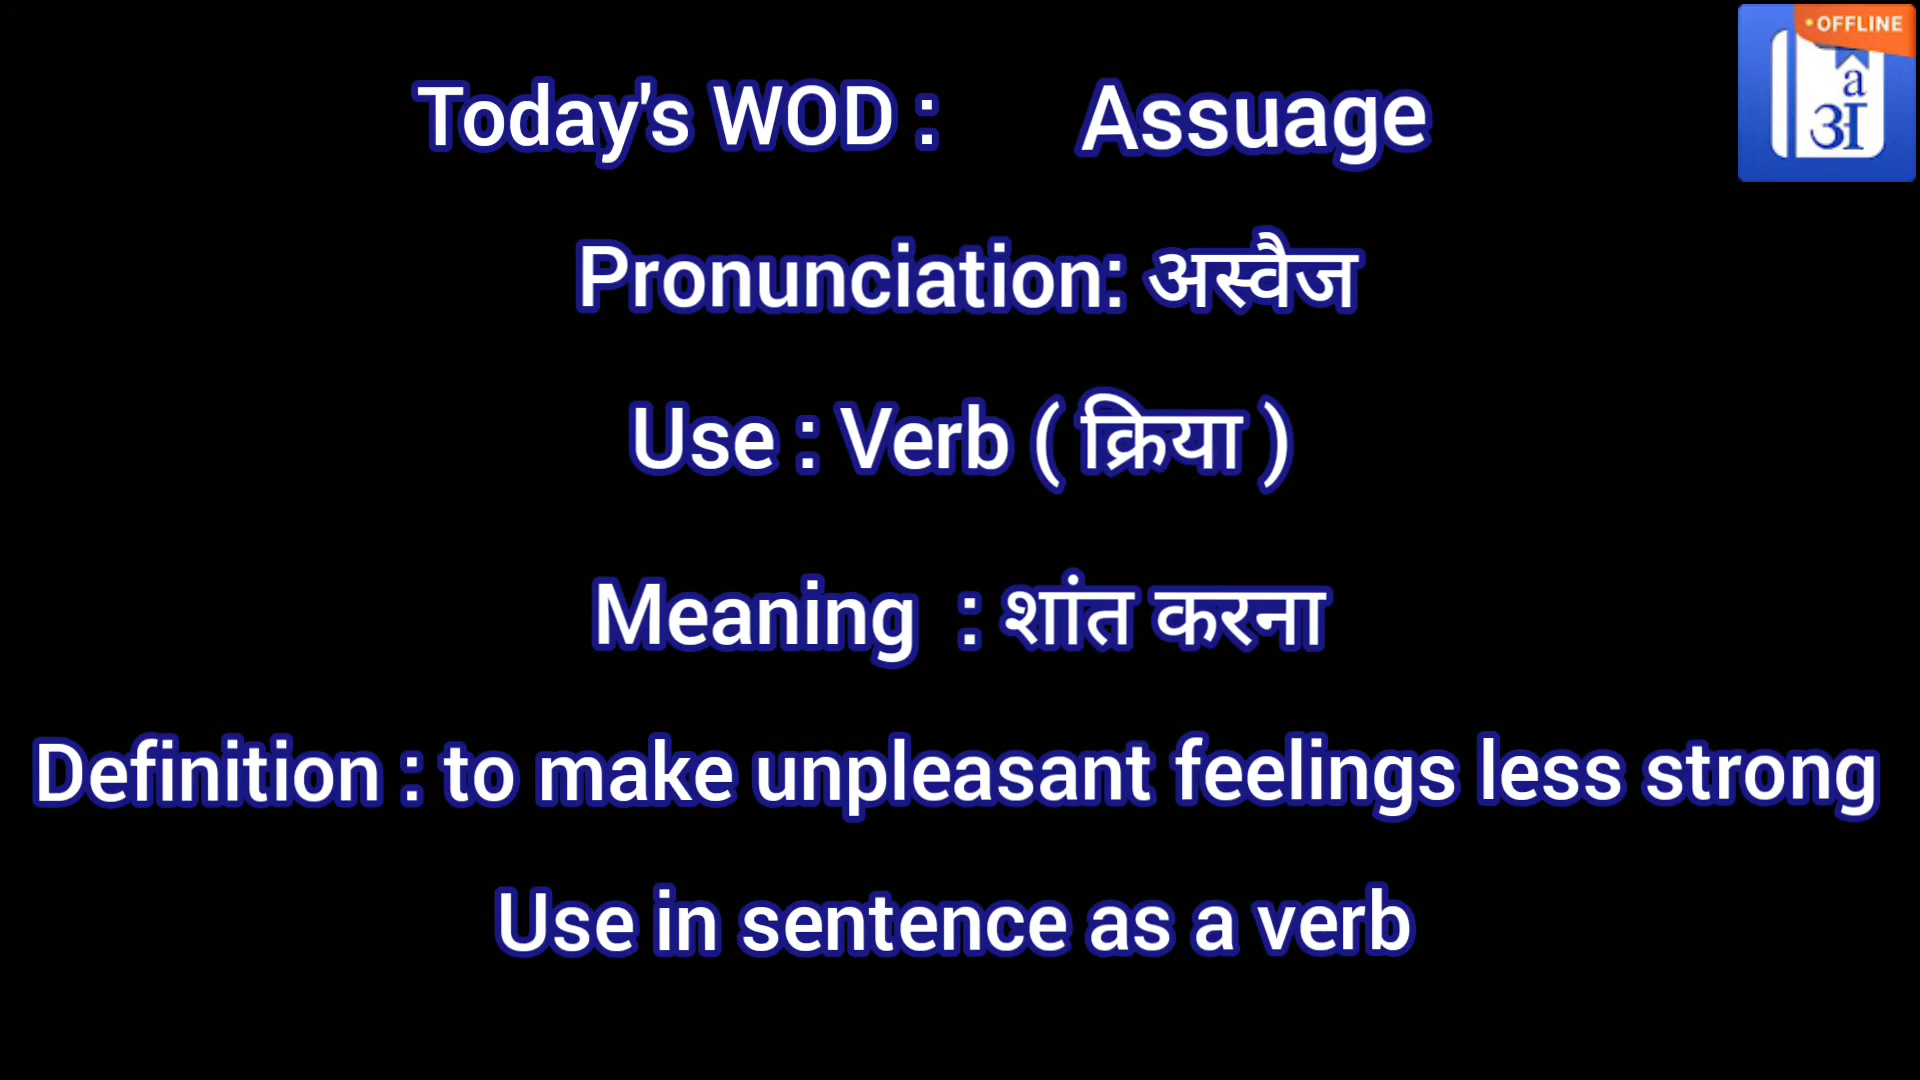 OFFLINE
a
अ
Today's WOD : Assuage
Pronunciation: अस्वैज
Use : Verb ( क्रिया )
Meaning : शांत करना
Definition : to make unpleasant feelings less strong
Use in sentence as a verb